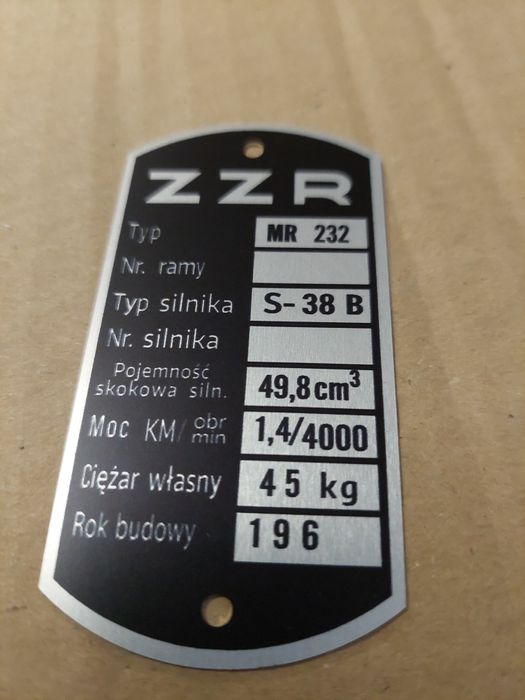 ZZR
Typ MR 232
Nr. ramy
Typ silnika S-38 B
Nr. silnika
Pojemność
skokowa siln. 49,8cm³
Moc KM/obr min 1,4/4000
Ciężar własny 45 kg
Rok budowy 196